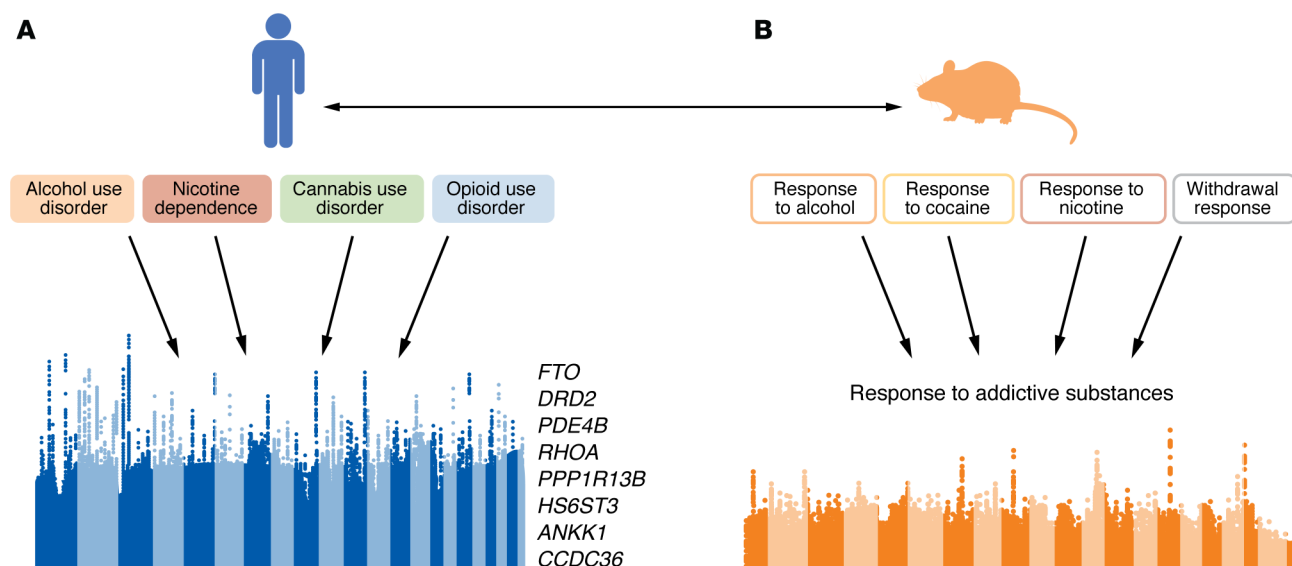 A
B
Alcohol use
disorder
Nicotine
dependence
Cannabis use
disorder
Opioid use
disorder
Response
to alcohol
Response
to cocaine
Response to
nicotine
Withdrawal
response
FTO
DRD2
PDE4B
RHOA
PPP1R13B
HS6ST3
ANKK1
CCDC36
Response to addictive substances